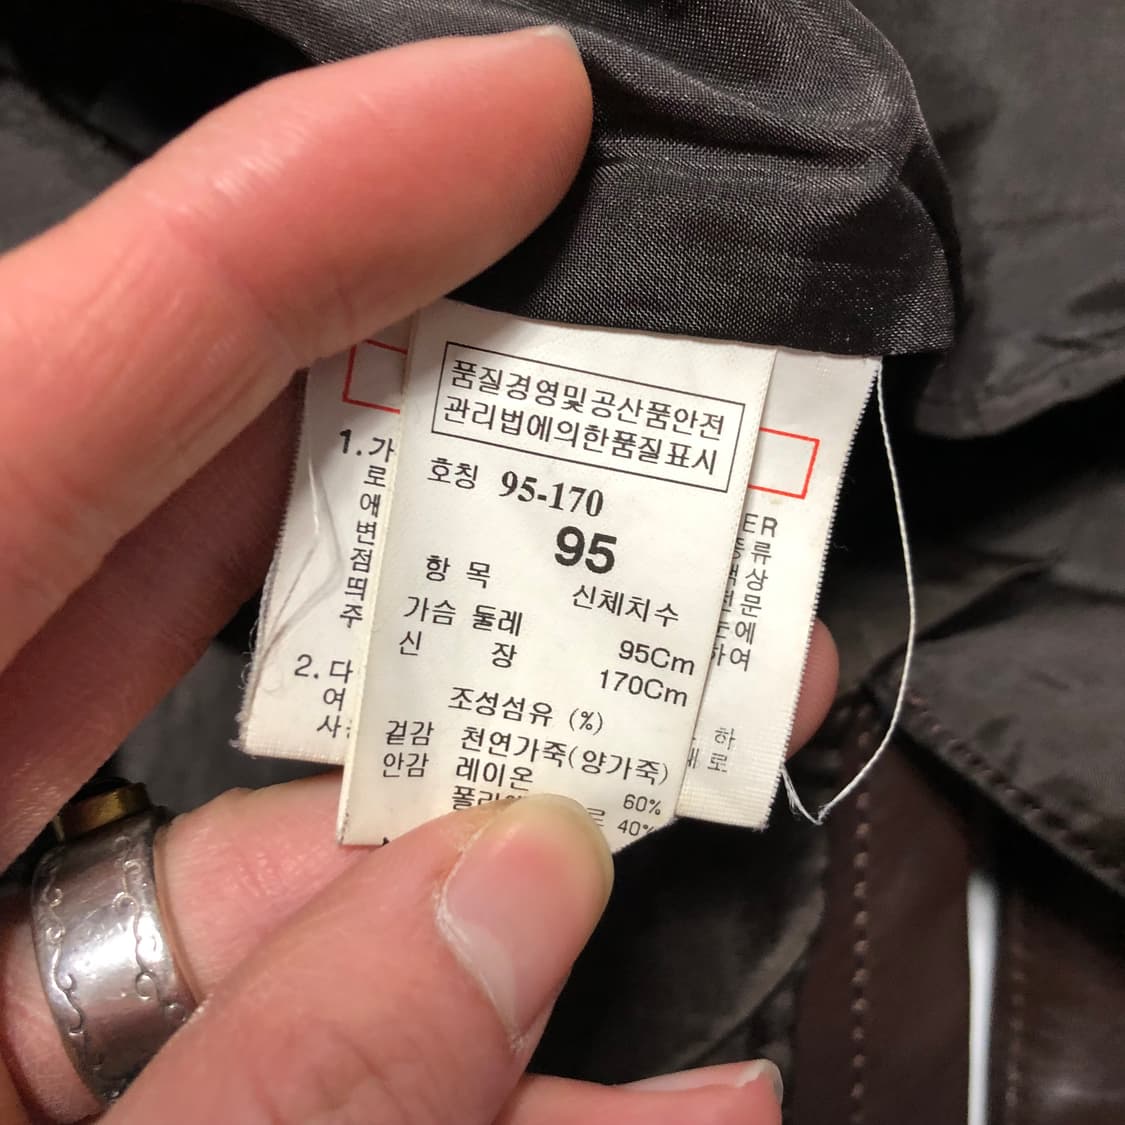 품질경영및공산품안전
관리법에의한품질표시
호칭 95-170
95
항 목 신체치수
가슴 둘레 95Cm
신 장 170Cm
조성섬유 (%)
겉감 천연가죽(양가죽)
안감 레이온 60%
40%
1.가
로
애
변
점
띄
주
2.다
여
ER
류
상
문
에
하여
하
로